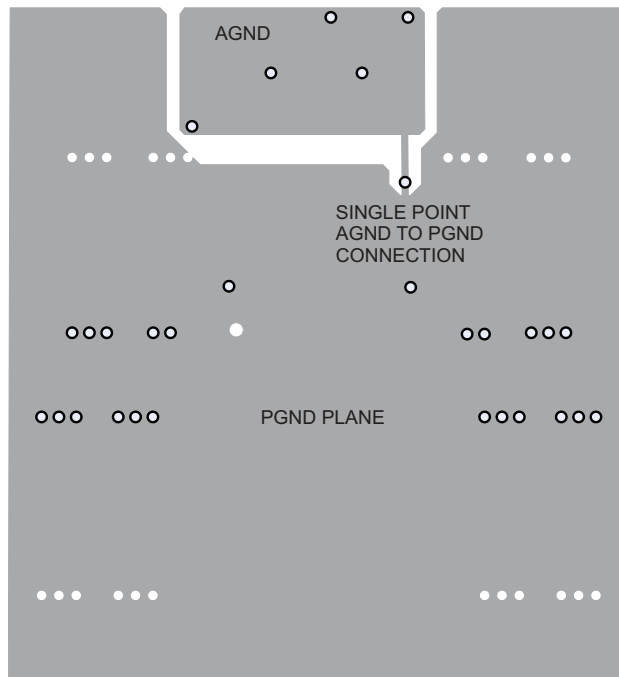 AGND
SINGLE POINT
AGND TO PGND
CONNECTION
PGND PLANE